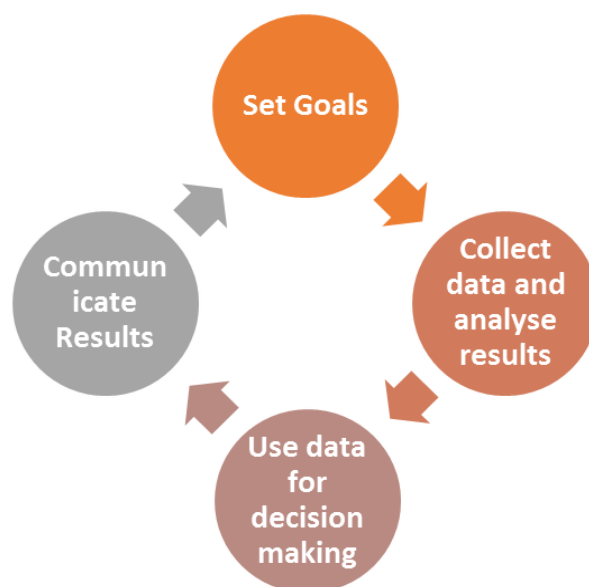 Set Goals
Collect
data and
analyse
results
Use data
for
decision
making
Commun
icate
Results